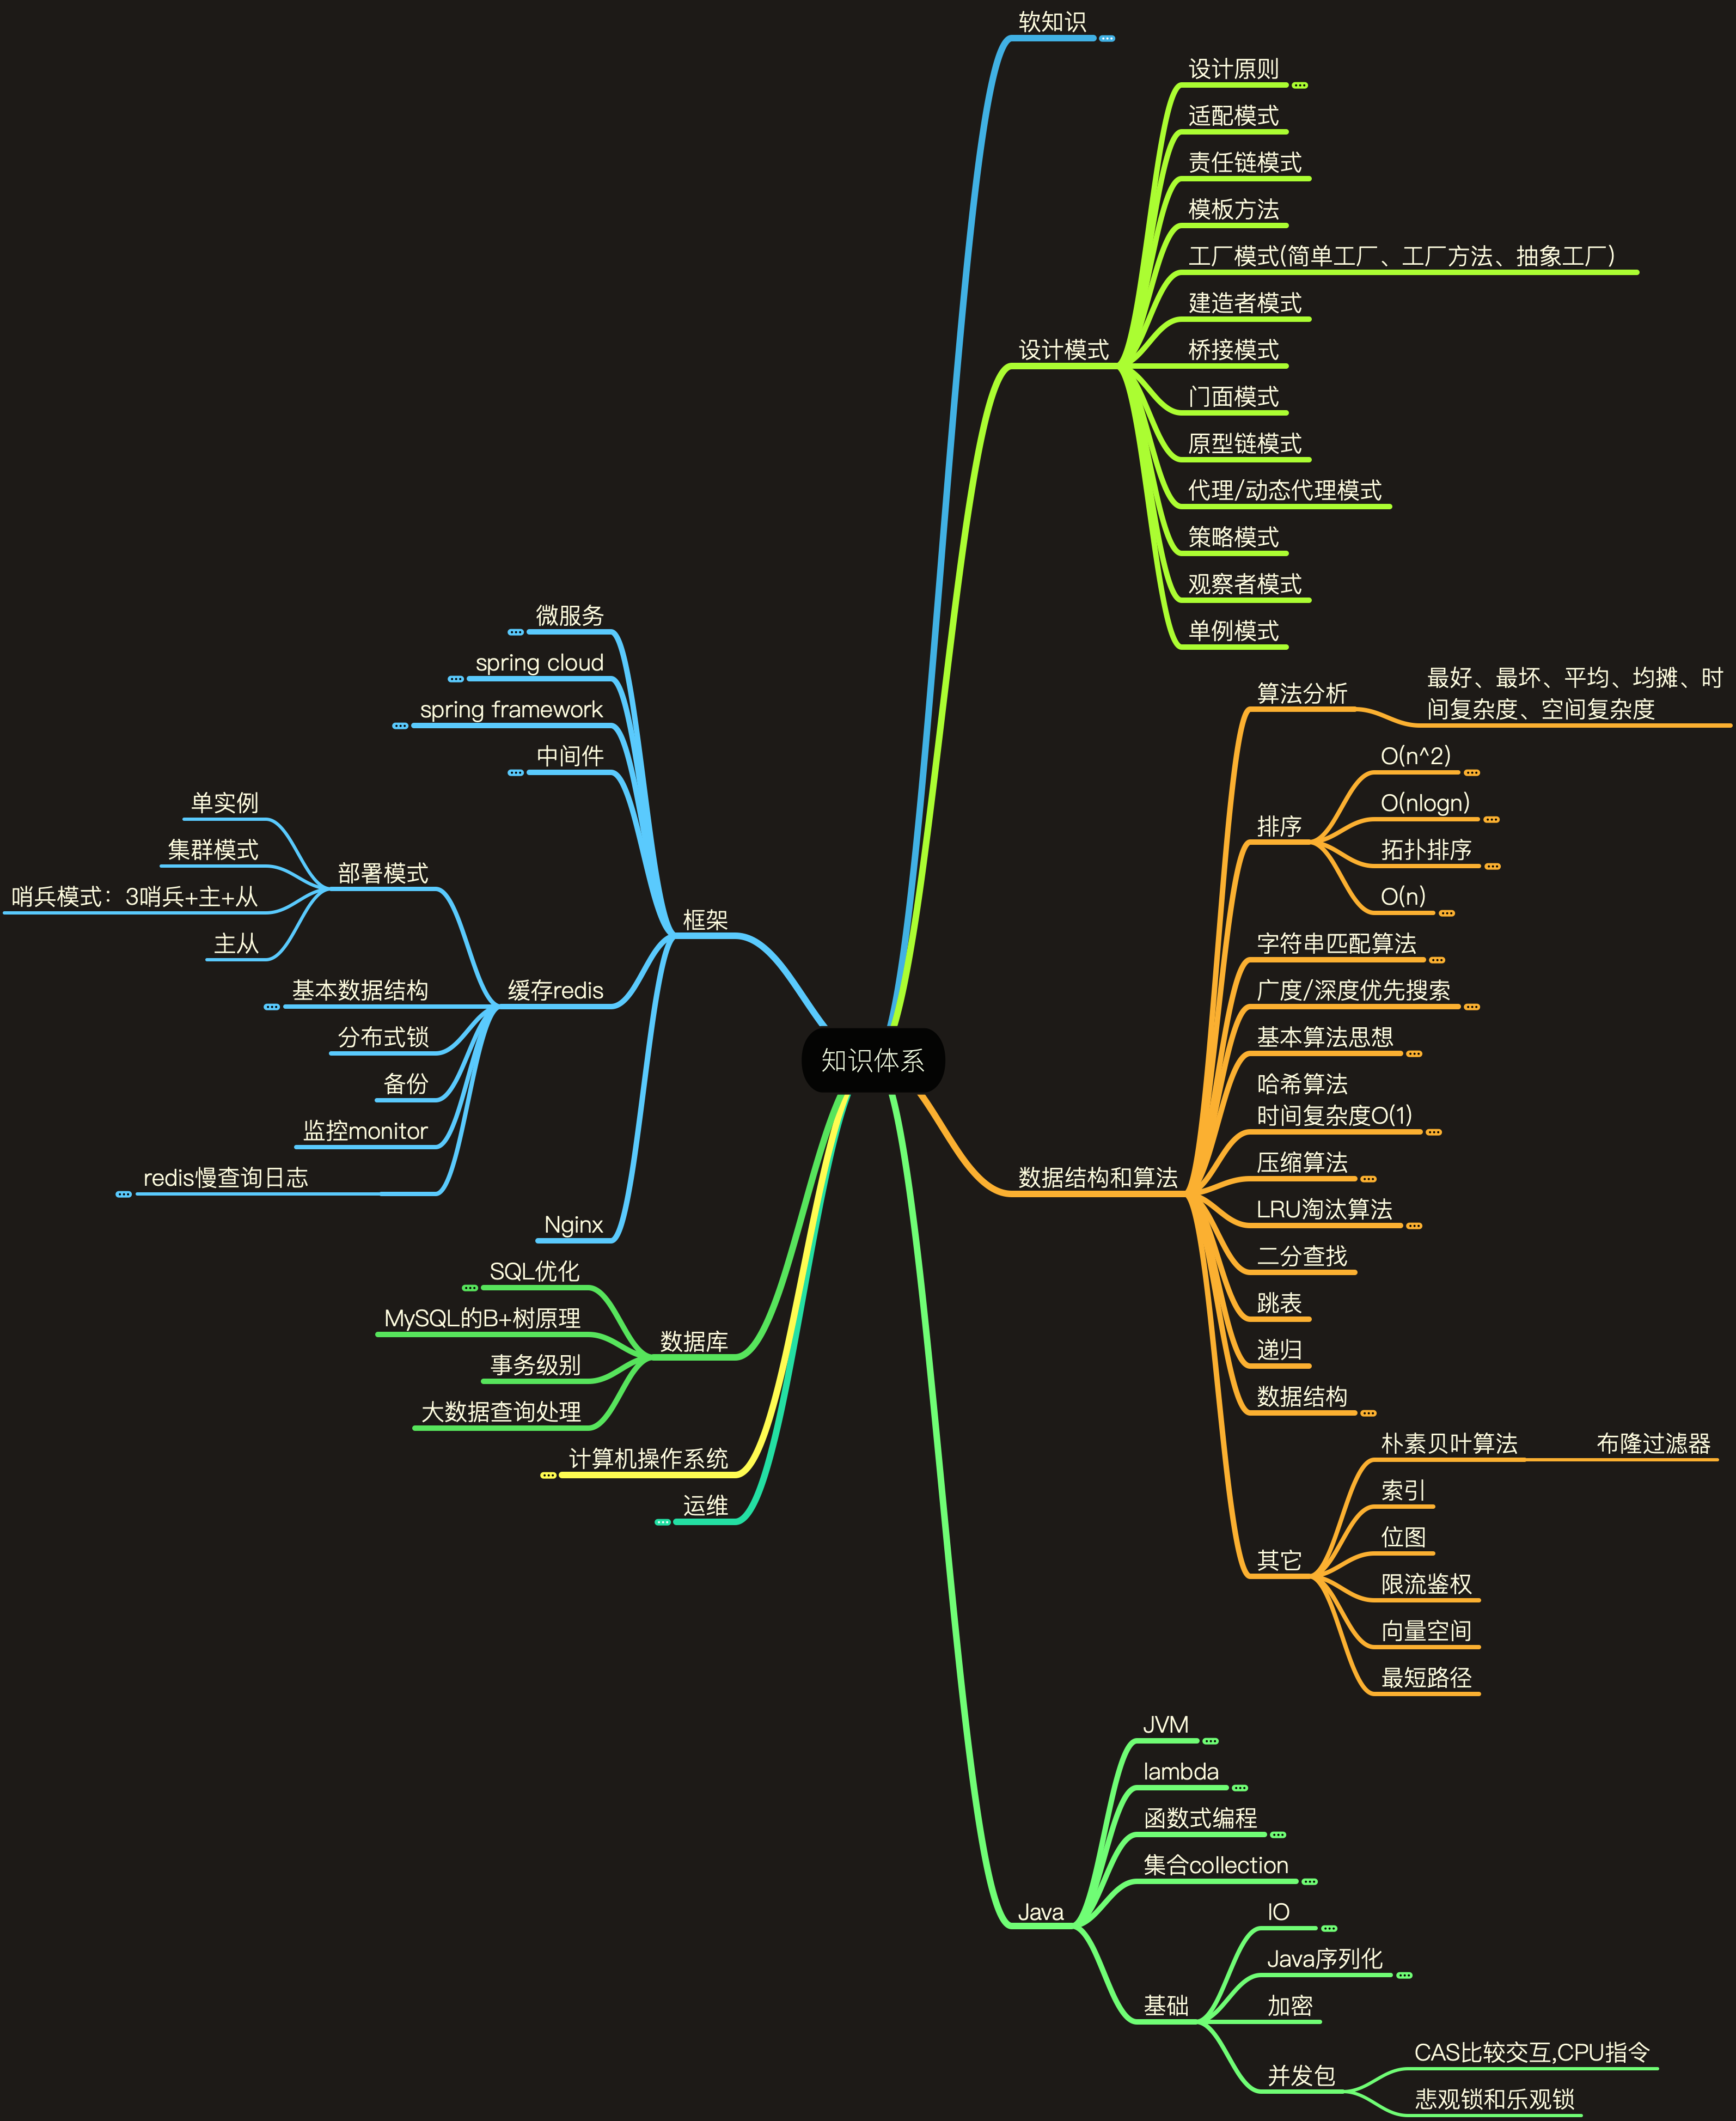 软知识
设计原则
适配模式
责任链模式
模板方法
工厂模式(简单工厂、工厂方法、抽象工厂)
建造者模式
设计模式
桥接模式
门面模式
原型链模式
代理/动态代理模式
策略模式
观察者模式
单例模式
算法分析
最好、最坏、平均、均摊、时
间复杂度、空间复杂度
排序
O(n^2)
O(nlogn)
拓扑排序
O(n)
字符串匹配算法
广度/深度优先搜索
基本算法思想
哈希算法
时间复杂度O(1)
数据结构和算法
压缩算法
LRU淘汰算法
二分查找
跳表
递归
数据结构
其它
朴素贝叶算法
布隆过滤器
索引
位图
限流鉴权
向量空间
最短路径
Java
JVM
lambda
函数式编程
集合collection
基础
IO
Java序列化
加密
并发包
CAS比较交互,CPU指令
悲观锁和乐观锁
知识体系
框架
微服务
spring cloud
spring framework
中间件
缓存redis
部署模式
单实例
集群模式
哨兵模式：3哨兵+主+从
主从
基本数据结构
分布式锁
备份
监控monitor
redis慢查询日志
Nginx
数据库
SQL优化
MySQL的B+树原理
事务级别
大数据查询处理
计算机操作系统
运维